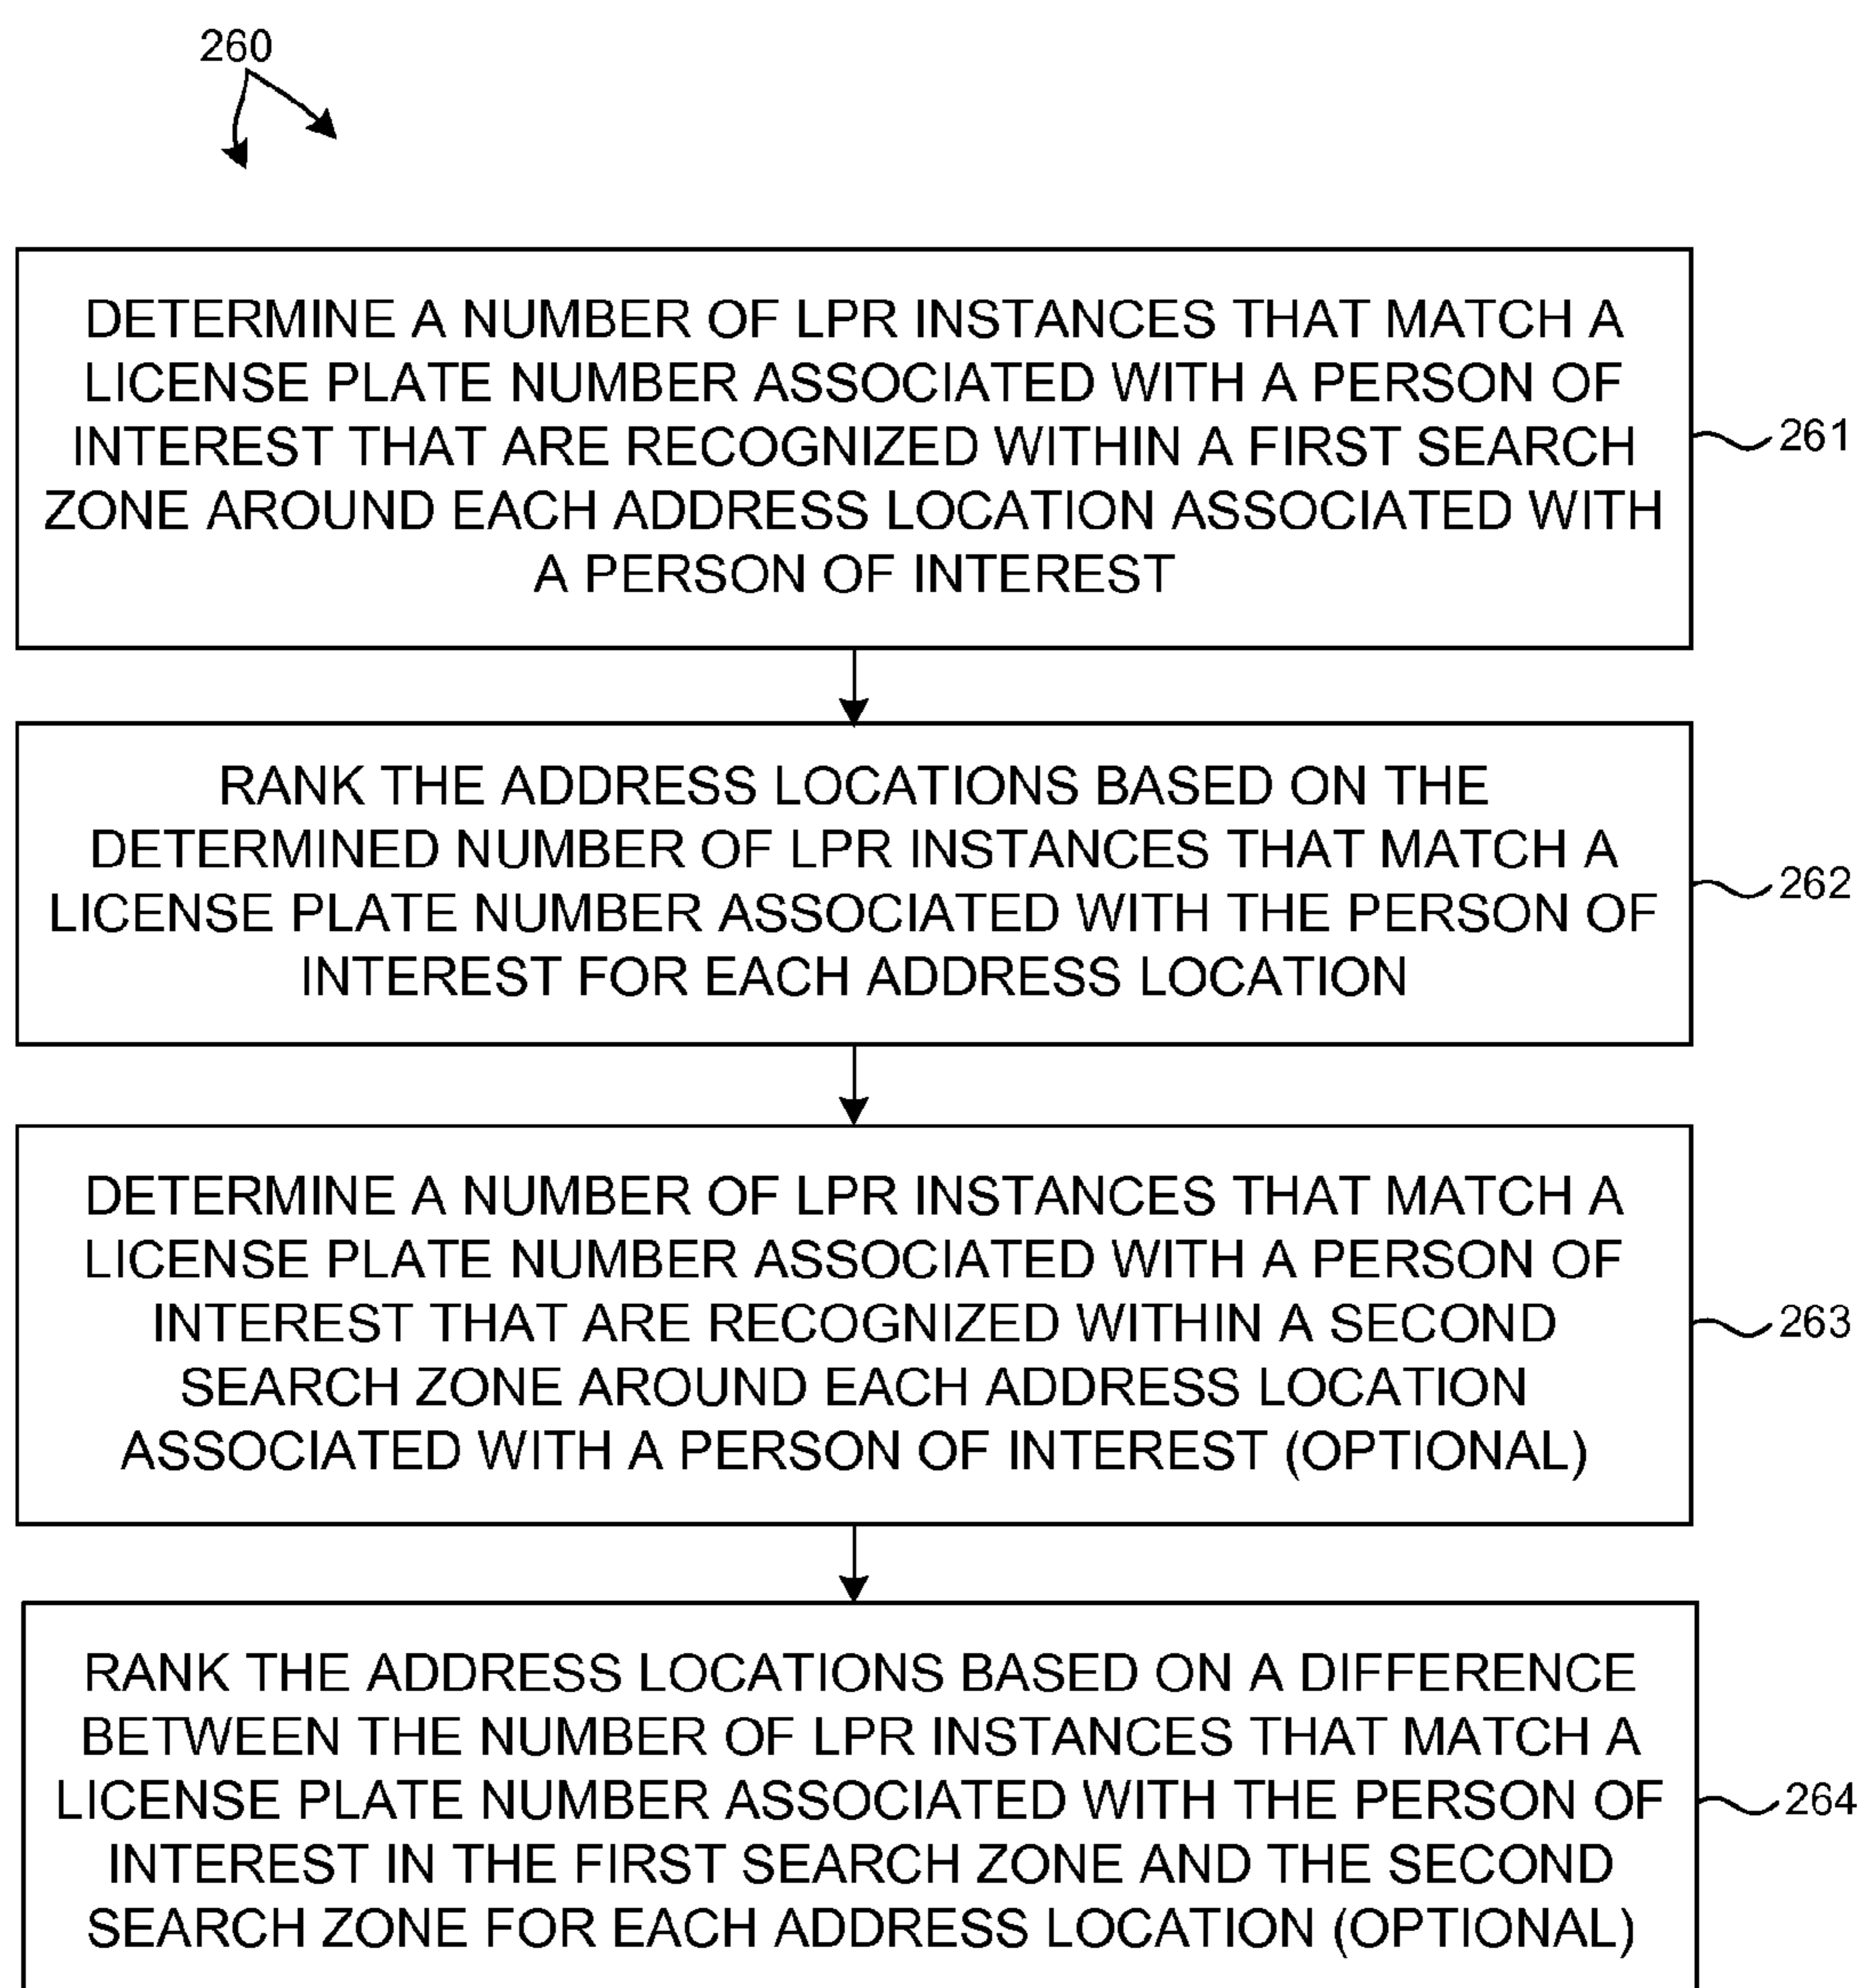 260
DETERMINE A NUMBER OF LPR INSTANCES THAT MATCH A
LICENSE PLATE NUMBER ASSOCIATED WITH A PERSON OF
INTEREST THAT ARE RECOGNIZED WITHIN A FIRST SEARCH
ZONE AROUND EACH ADDRESS LOCATION ASSOCIATED WITH
A PERSON OF INTEREST
261
RANK THE ADDRESS LOCATIONS BASED ON THE
DETERMINED NUMBER OF LPR INSTANCES THAT MATCH A
LICENSE PLATE NUMBER ASSOCIATED WITH THE PERSON OF
INTEREST FOR EACH ADDRESS LOCATION
262
DETERMINE A NUMBER OF LPR INSTANCES THAT MATCH A
LICENSE PLATE NUMBER ASSOCIATED WITH A PERSON OF
INTEREST THAT ARE RECOGNIZED WITHIN A SECOND
SEARCH ZONE AROUND EACH ADDRESS LOCATION
ASSOCIATED WITH A PERSON OF INTEREST (OPTIONAL)
263
RANK THE ADDRESS LOCATIONS BASED ON A DIFFERENCE
BETWEEN THE NUMBER OF LPR INSTANCES THAT MATCH A
LICENSE PLATE NUMBER ASSOCIATED WITH THE PERSON OF
INTEREST IN THE FIRST SEARCH ZONE AND THE SECOND
SEARCH ZONE FOR EACH ADDRESS LOCATION (OPTIONAL)
264